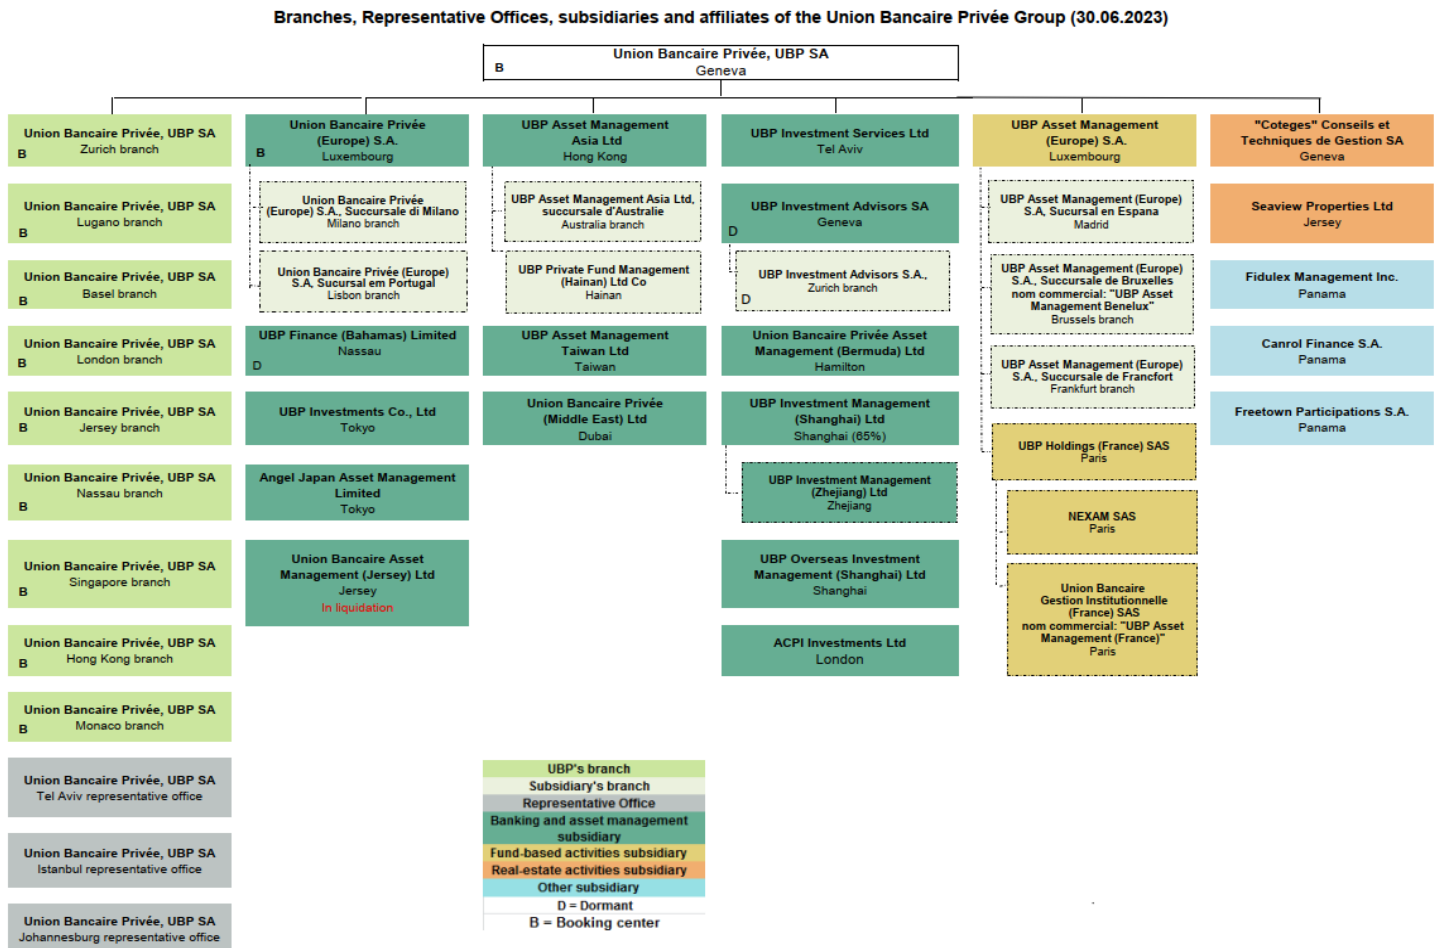 Branches, Representative Offices, subsidiaries and affiliates of the Union Bancaire Privée Group (30.06.2023)
Union Bancaire Privée, UBP SA
B
Geneva
Union Bancaire Privée, UBP SA
Zurich branch
B
Union Bancaire Privée, UBP SA
Lugano branch
B
Union Bancaire Privée, UBP SA
Basel branch
B
Union Bancaire Privée, UBP SA
London branch
B
Union Bancaire Privée, UBP SA
Jersey branch
B
Union Bancaire Privée, UBP SA
Nassau branch
B
Union Bancaire Privée, UBP SA
Singapore branch
B
Union Bancaire Privée, UBP SA
Hong Kong branch
B
Union Bancaire Privée, UBP SA
Monaco branch
B
Union Bancaire Privée, UBP SA
Tel Aviv representative office
Union Bancaire Privée, UBP SA
Istanbul representative office
Union Bancaire Privée, UBP SA
Johannesburg representative office
Union Bancaire Privée
(Europe) S.A.
B
Luxembourg
Union Bancaire Privée
(Europe) S.A., Succursale di Milano
Milano branch
Union Bancaire Privée (Europe)
S.A, Sucursal em Portugal
Lisbon branch
UBP Finance (Bahamas) Limited
Nassau
D
UBP Investments Co., Ltd
Tokyo
Angel Japan Asset Management
Limited
Tokyo
Union Bancaire Asset
Management (Jersey) Ltd
Jersey
In liquidation
UBP Asset Management
Asia Ltd
Hong Kong
UBP Asset Management Asia Ltd,
succursale d'Australie
Australia branch
UBP Private Fund Management
(Hainan) Ltd Co
Hainan
UBP Asset Management
Taiwan Ltd
Taiwan
Union Bancaire Privée
(Middle East) Ltd
Dubai
UBP Investment Services Ltd
Tel Aviv
UBP Investment Advisors SA
Geneva
D
UBP Investment Advisors S.A.,
Zurich branch
D
Union Bancaire Privée Asset
Management (Bermuda) Ltd
Hamilton
UBP Investment Management
(Shanghai) Ltd
Shanghai (65%)
UBP Investment Management
(Zhejiang) Ltd
Zhejiang
UBP Overseas Investment
Management (Shanghai) Ltd
Shanghai
ACPI Investments Ltd
London
UBP Asset Management
(Europe) S.A.
Luxembourg
UBP Asset Management (Europe)
S.A, Sucursal en Espana
Madrid
UBP Asset Management (Europe)
S.A., Succursale de Bruxelles
nom commercial: "UBP Asset
Management Benelux"
Brussels branch
UBP Asset Management (Europe)
S.A., Succursale de Francfort
Frankfurt branch
UBP Holdings (France) SAS
Paris
NEXAM SAS
Paris
Union Bancaire
Gestion Institutionnelle
(France) SAS
nom commercial: "UBP Asset
Management (France)"
Paris
"Coteges" Conseils et
Techniques de Gestion SA
Geneva
Seaview Properties Ltd
Jersey
Fidulex Management Inc.
Panama
Canrol Finance S.A.
Panama
Freetown Participations S.A.
Panama
UBP's branch
Subsidiary's branch
Representative Office
Banking and asset management
subsidiary
Fund-based activities subsidiary
Real-estate activities subsidiary
Other subsidiary
D = Dormant
B = Booking center